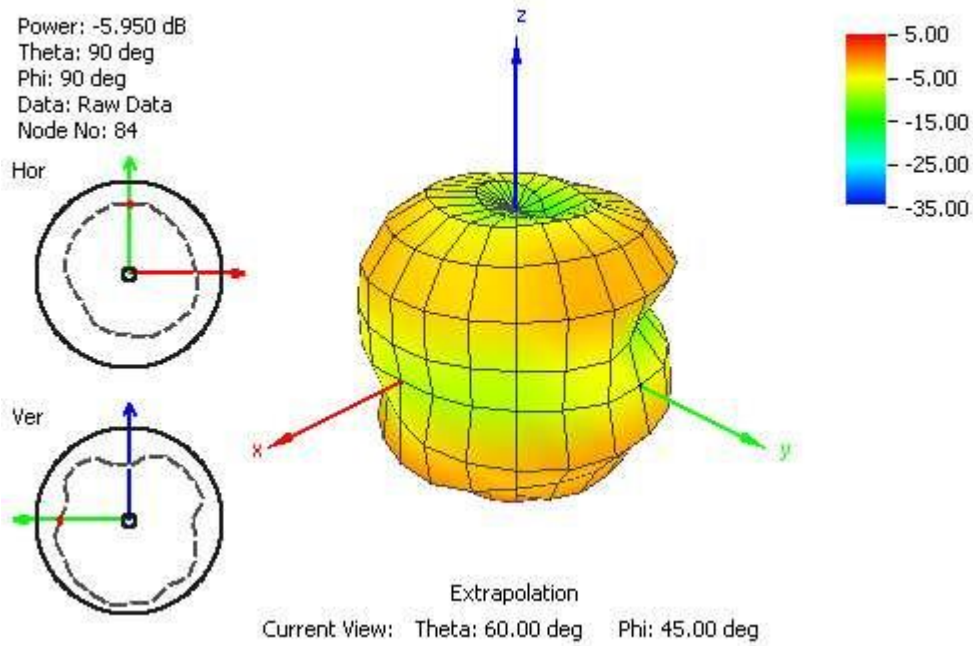 Power: -5.950 dB
Theta: 90 deg
Phi: 90 deg
Data: Raw Data
Node No: 84
Hor
Ver
z
x
y
5.00
-5.00
-15.00
-25.00
-35.00
Extrapolation
Current View: Theta: 60.00 deg Phi: 45.00 deg